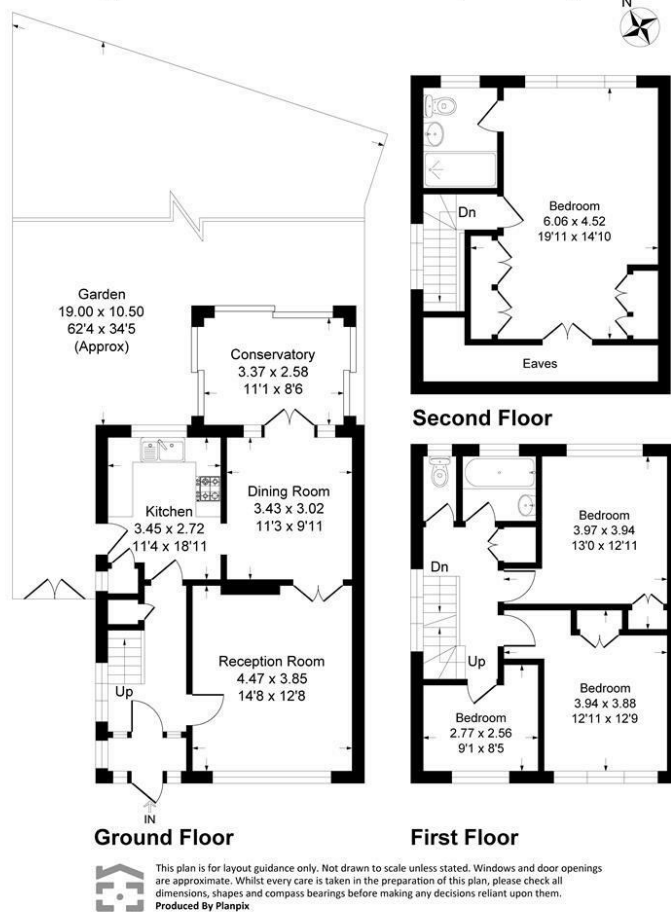 N
Garden
19.00 x 10.50
62'4 x 34'5
(Approx)
Conservatory
3.37 x 2.58
11'1 x 8'6
Kitchen
3.45 x 2.72
11'4 x 18'11
Dining Room
3.43 x 3.02
11'3 x 9'11
Reception Room
4.47 x 3.85
14'8 x 12'8
Up
IN
Ground Floor
Dn
Bedroom
6.06 x 4.52
19'11 x 14'10
Eaves
Second Floor
Bedroom
3.97 x 3.94
13'0 x 12'11
Dn
Up
Bedroom
3.94 x 3.88
12'11 x 12'9
Bedroom
2.77 x 2.56
9'1 x 8'5
First Floor
This plan is for layout guidance only. Not drawn to scale unless stated. Windows and door openings
are approximate. Whilst every care is taken in the preparation of this plan, please check all
dimensions, shapes and compass bearings before making any decisions reliant upon them.
Produced By Planpix